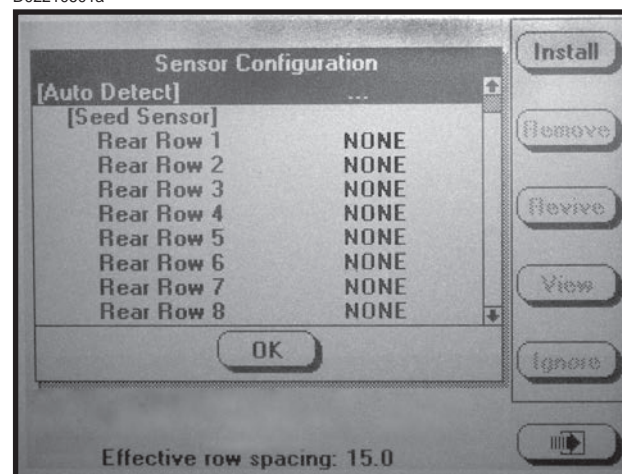 Sensor Configuration
[Auto Detect] ...
[Seed Sensor]
Rear Row 1 NONE
Rear Row 2 NONE
Rear Row 3 NONE
Rear Row 4 NONE
Rear Row 5 NONE
Rear Row 6 NONE
Rear Row 7 NONE
Rear Row 8 NONE
OK
Effective row spacing: 15.0
Install
Remove
Revive
View
Ignore